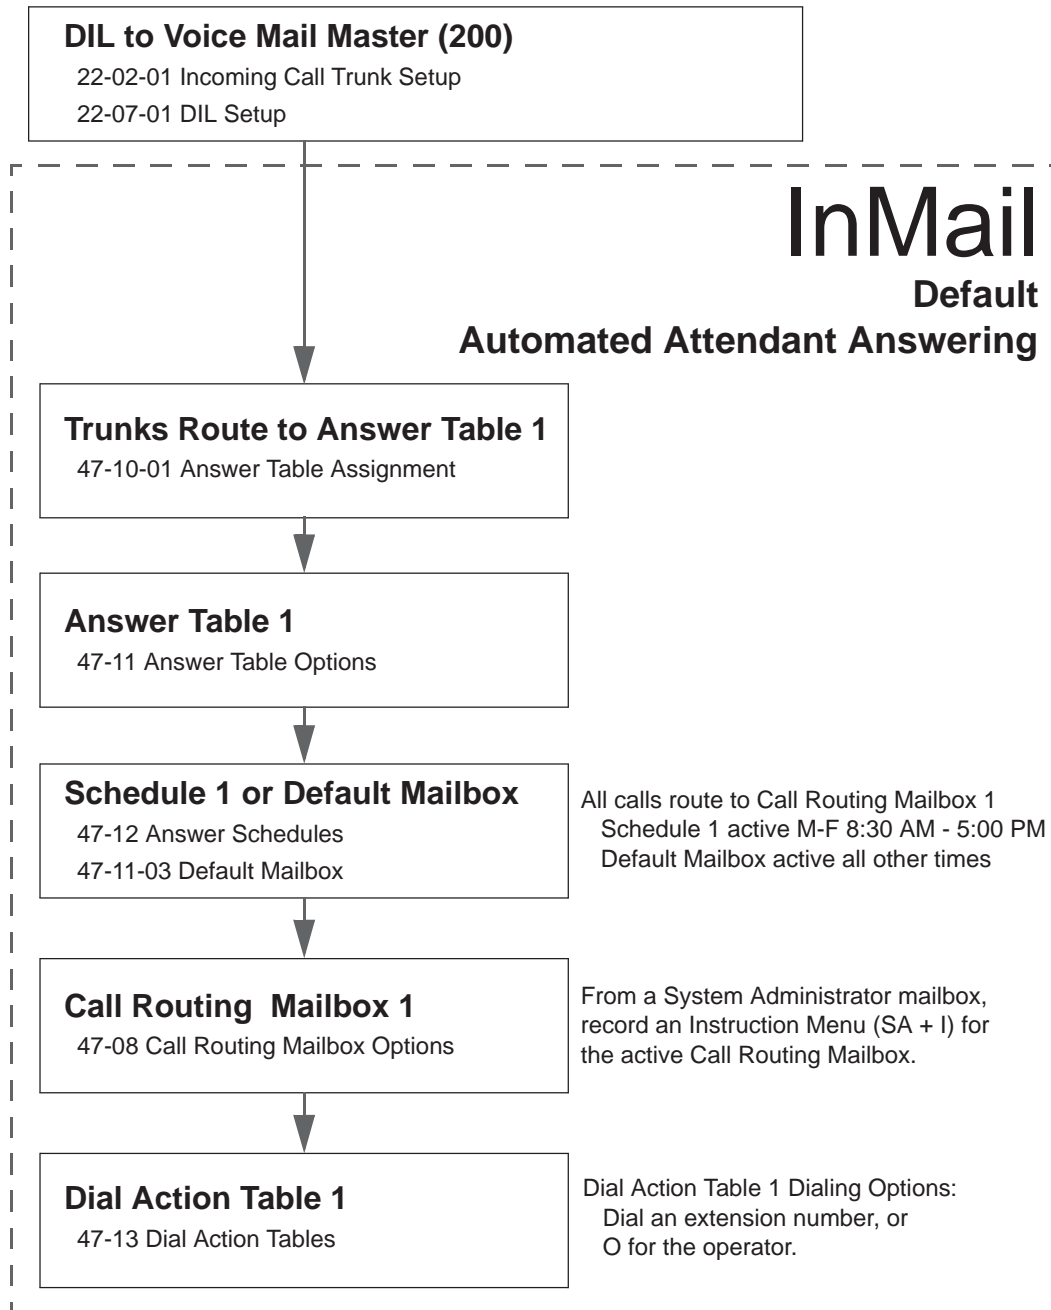 DIL to Voice Mail Master (200)
22-02-01 Incoming Call Trunk Setup
22-07-01 DIL Setup
InMail
Default
Automated Attendant Answering
Trunks Route to Answer Table 1
47-10-01 Answer Table Assignment
Answer Table 1
47-11 Answer Table Options
Schedule 1 or Default Mailbox
47-12 Answer Schedules
47-11-03 Default Mailbox
All calls route to Call Routing Mailbox 1
Schedule 1 active M-F 8:30 AM - 5:00 PM
Default Mailbox active all other times
Call Routing  Mailbox 1
47-08 Call Routing Mailbox Options
From a System Administrator mailbox,
record an Instruction Menu (SA + I) for
the active Call Routing Mailbox.
Dial Action Table 1
47-13 Dial Action Tables
Dial Action Table 1 Dialing Options:
Dial an extension number, or
O for the operator.